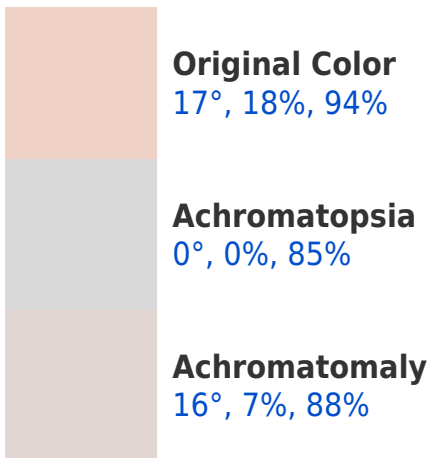 Original Color
17°, 18%, 94%
Achromatopsia
0°, 0%, 85%
Achromatomaly
16°, 7%, 88%